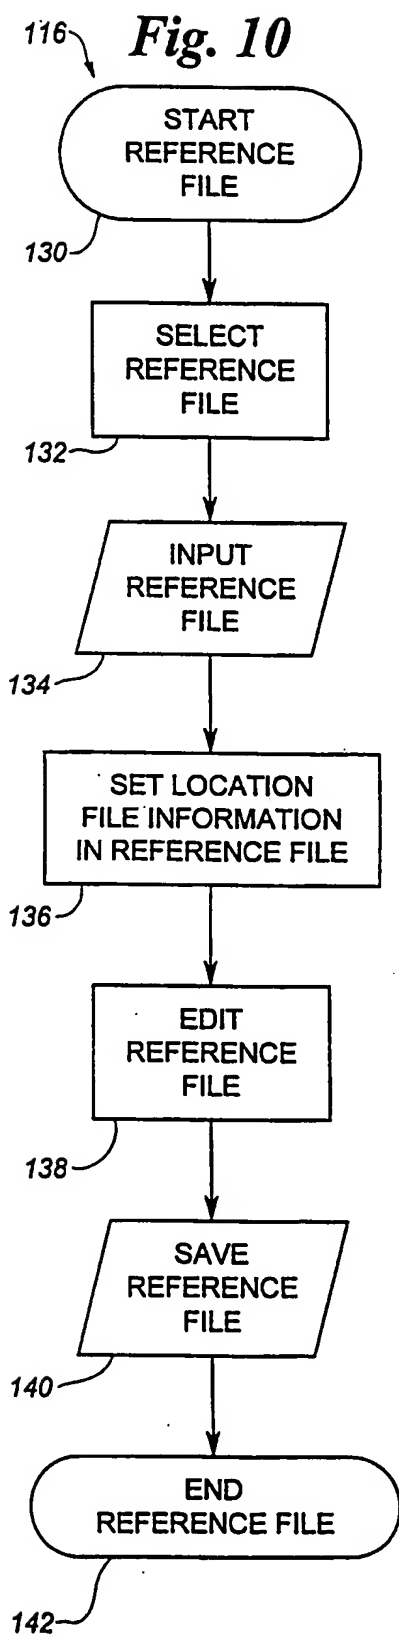 116
Fig. 10
START
REFERENCE
FILE
130
SELECT
REFERENCE
FILE
132
INPUT
REFERENCE
FILE
134
SET LOCATION
FILE INFORMATION
IN REFERENCE FILE
136
EDIT
REFERENCE
FILE
138
SAVE
REFERENCE
FILE
140
END
REFERENCE FILE
142